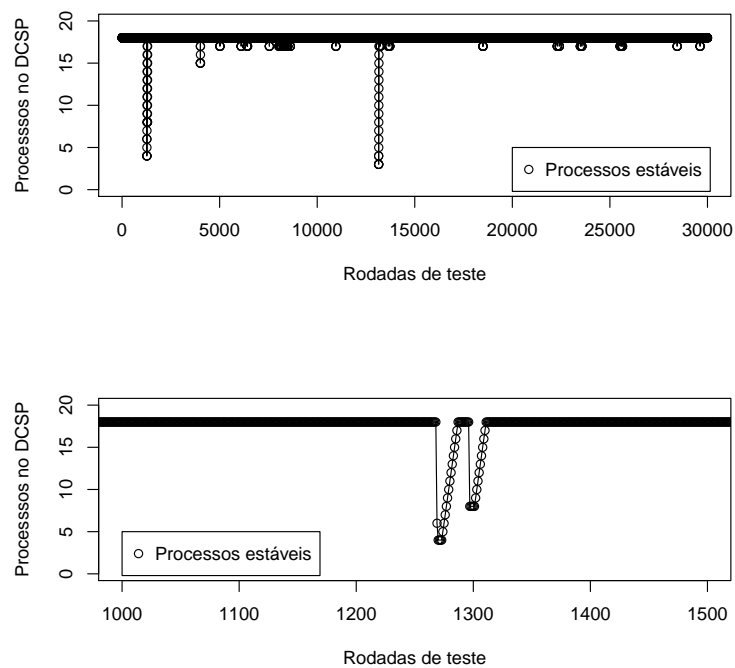 20
15
10
5
0
Processsos no DCSP
Processos estáveis
0 5000 10000 15000 20000 25000 30000
Rodadas de teste
20
15
10
5
0
Processsos no DCSP
Processos estáveis
1000 1100 1200 1300 1400 1500
Rodadas de teste